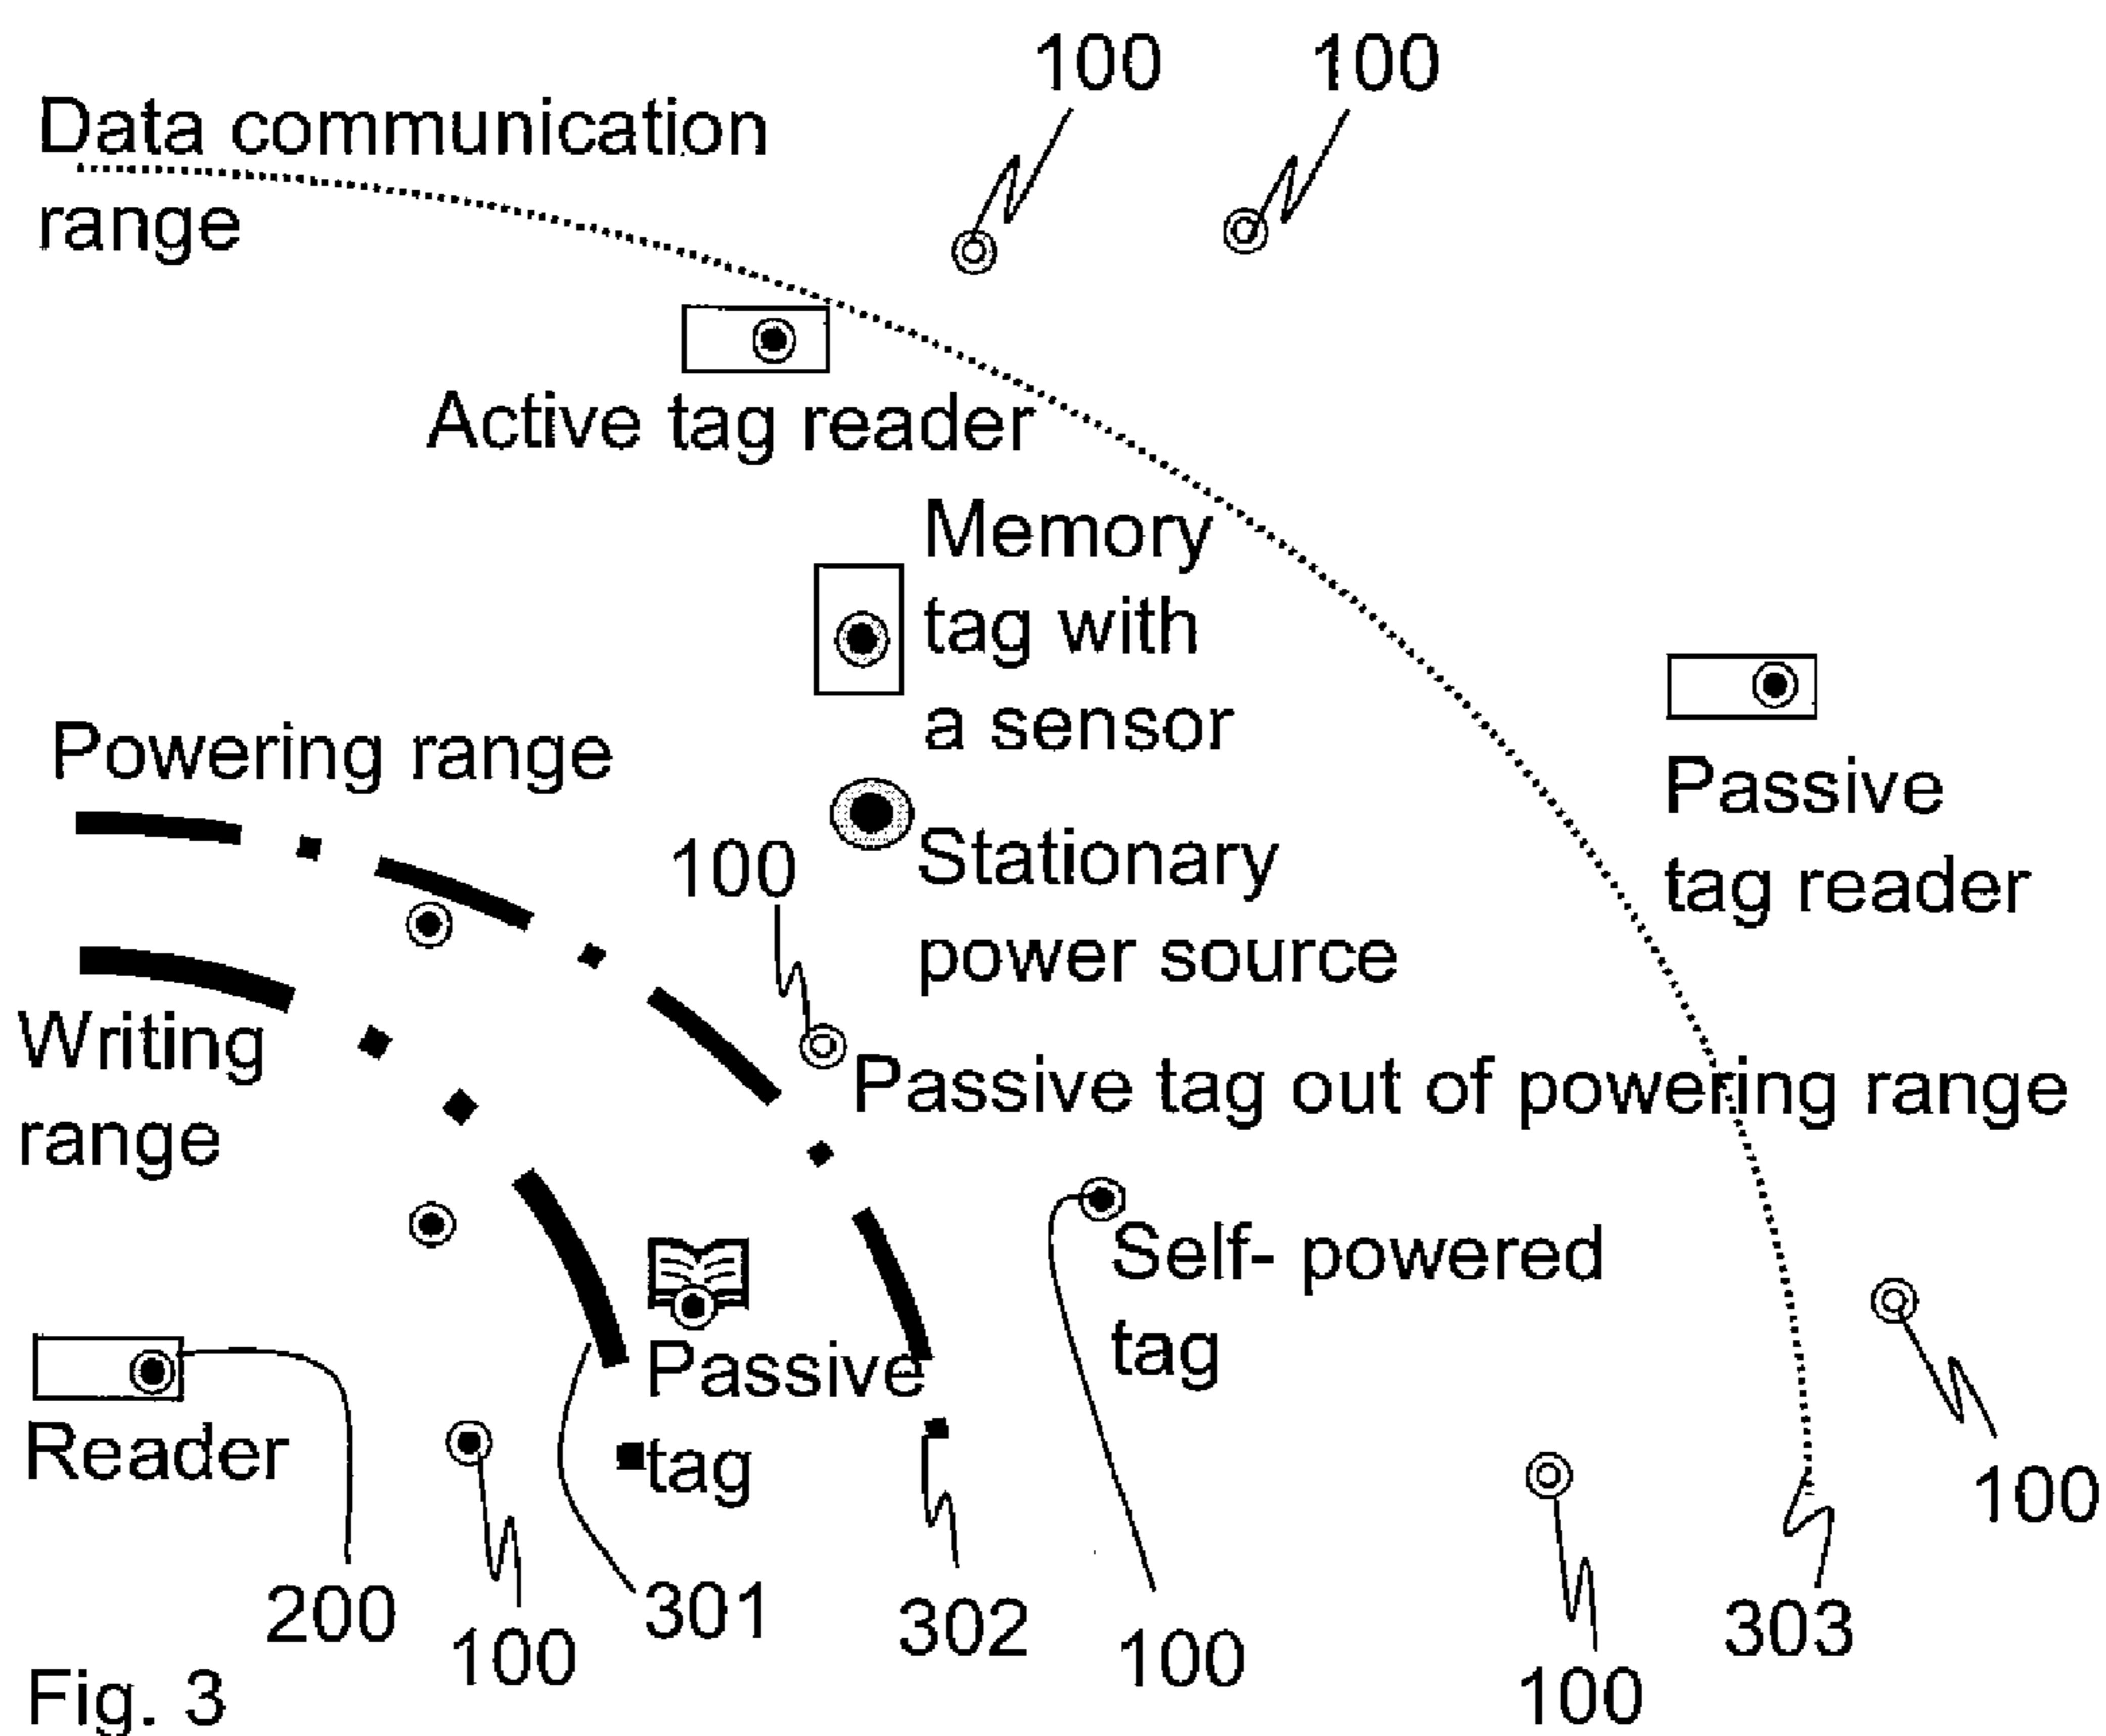 100 100
Data communication
range
Active tag reader
Memory
tag with
a sensor
Passive
tag reader
Powering range
Stationary
power source
100
Writing
range
Passive tag out of powering range
Self- powered
tag
Passive
tag
Reader
100
200
100
301
302
100
303
100
Fig. 3